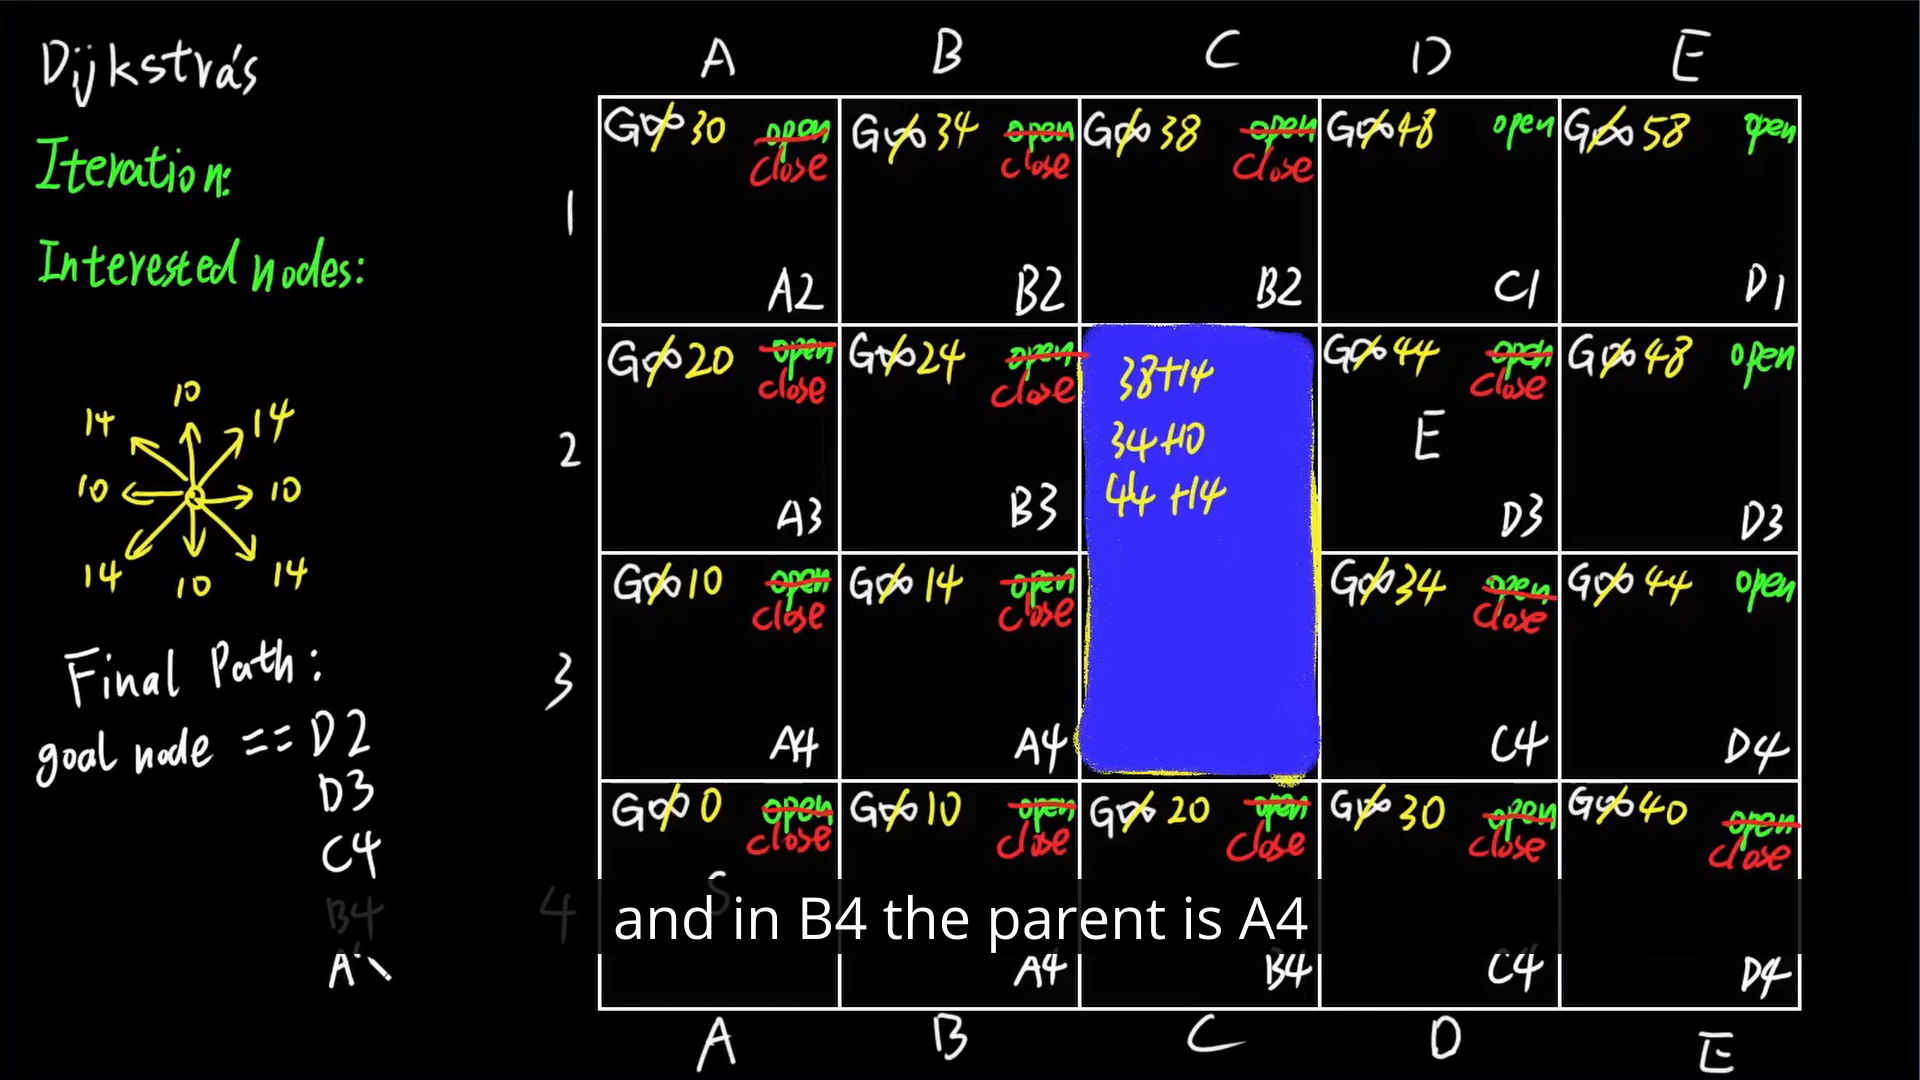 Dijkstra's
Iteration:
Interested nodes:
10
14 14
10 10
14 14
10
Final Path:
goal node == D2
D3
C4
B4
A
A B C D E
1
G∞ 30 open close A2
G∞ 34 open close B2
G∞ 38 open close B2
G∞ 48 open C1
G∞ 58 open D1
2
G∞ 20 open close A3
G∞ 24 open close B3
38+14
34+10
44+14
G∞ 44 open close E D3
G∞ 48 open D3
3
G∞ 10 open close A4
G∞ 14 open close A4
G∞ 34 open close C4
G∞ 44 open D4
4
G∞ 0 open close S
G∞ 10 open close A4
G∞ 20 open close B4
G∞ 30 open close C4
G∞ 40 open close D4
and in B4 the parent is A4
A B C D E